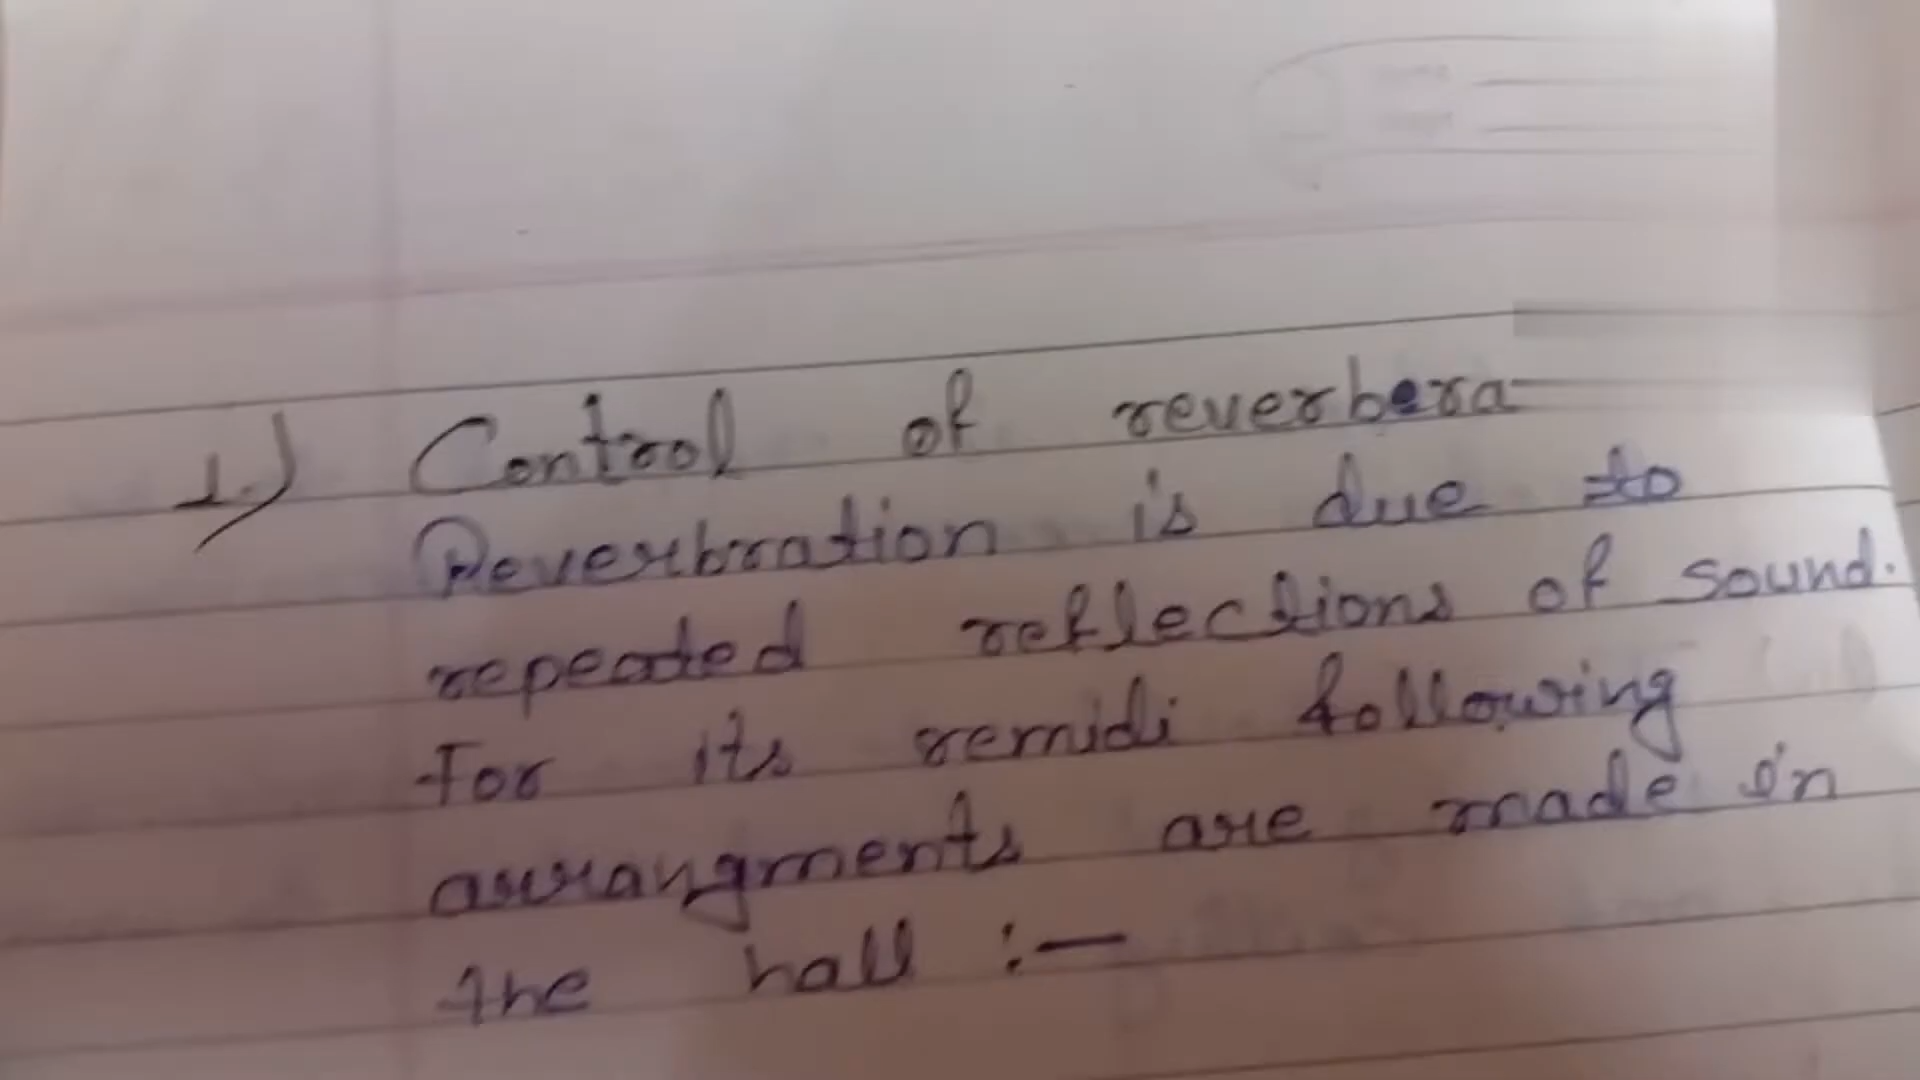 1.) Control of reverbera
Reverbration is due to
repeated reflections of sound.
For its remidi following
arrangments are made in
the hall :-